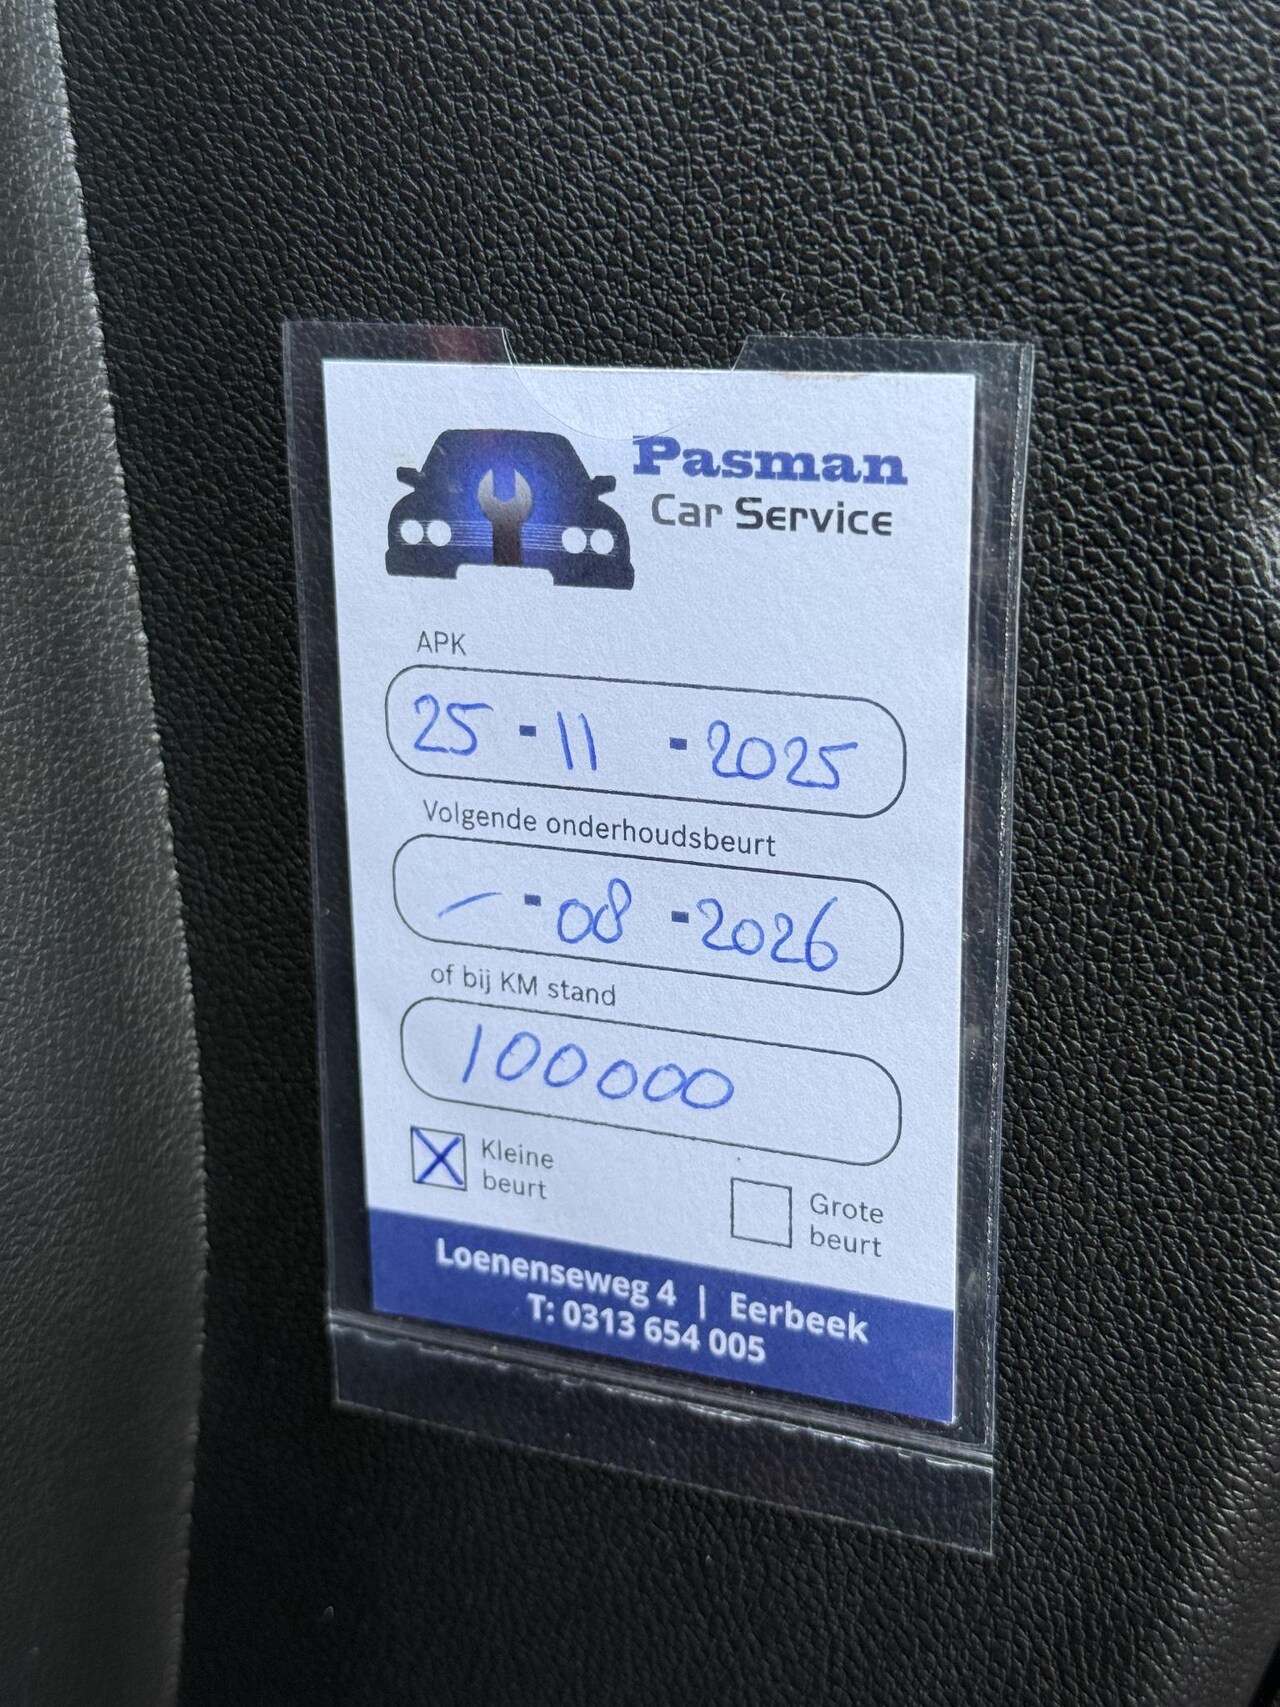 Pasman
Car Service
APK
25 - 11 - 2025
Volgende onderhoudsbeurt
- - 08 - 2026
of bij KM stand
100000
Kleine
beurt
Grote
beurt
Loenenseweg 4 | Eerbeek
T: 0313 654 005